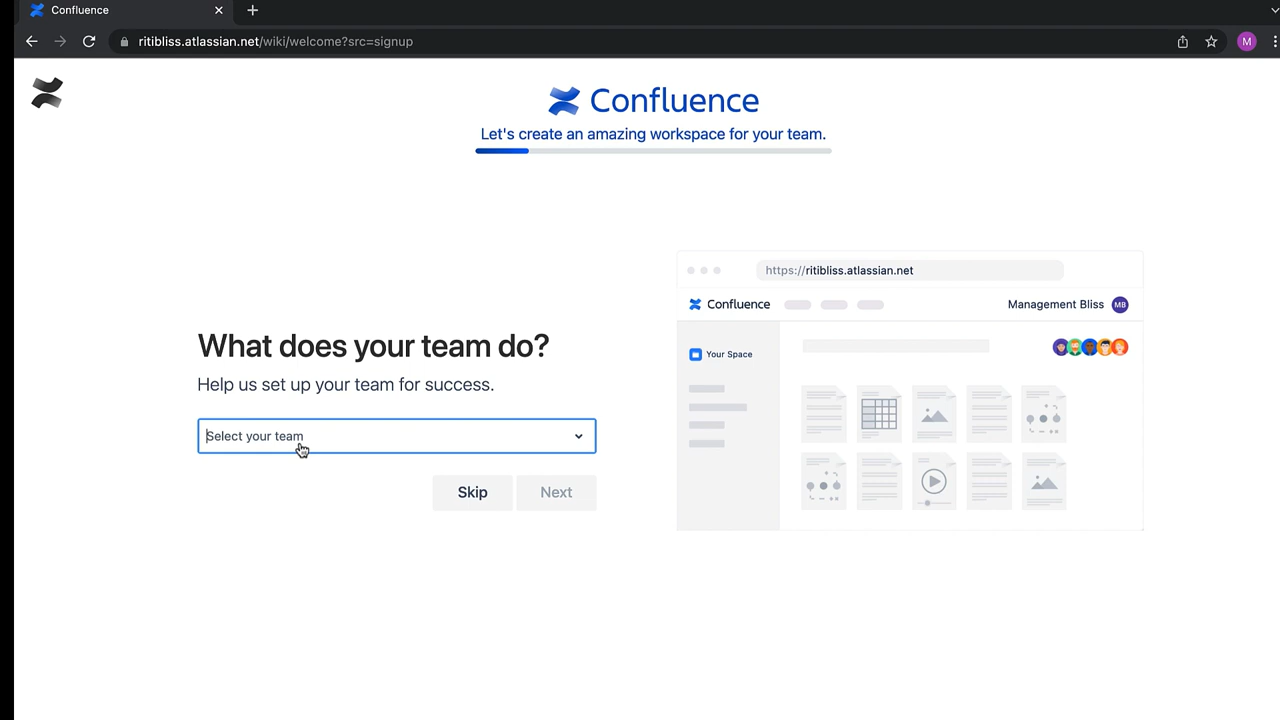 Confluence
ritibliss.atlassian.net/wiki/welcome?src=signup
M
Confluence
Let's create an amazing workspace for your team.
https://ritibliss.atlassian.net
Confluence
Management Bliss MB
Your Space
What does your team do?
Help us set up your team for success.
Select your team
Skip
Next